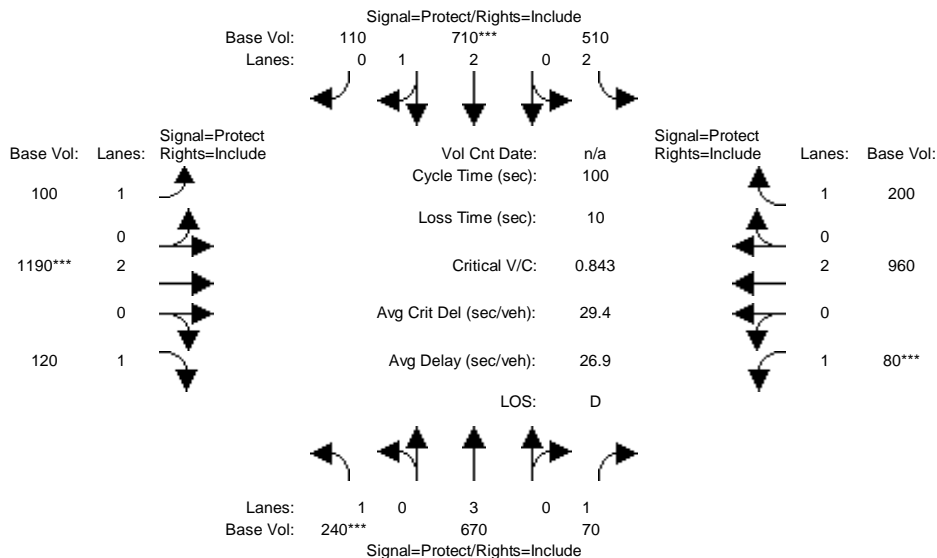 Signal=Protect/Rights=Include
Base Vol: 110 710*** 510
Lanes: 0 1 2 0 2
Signal=Protect
Base Vol: Lanes: Rights=Include
100 1
0
1190*** 2
0
120 1
Vol Cnt Date: n/a
Cycle Time (sec): 100
Loss Time (sec): 10
Critical V/C: 0.843
Avg Crit Del (sec/veh): 29.4
Avg Delay (sec/veh): 26.9
LOS: D
Signal=Protect
Rights=Include Lanes: Base Vol:
1 200
0
2 960
0
1 80***
Lanes: 1 0 3 0 1
Base Vol: 240*** 670 70
Signal=Protect/Rights=Include